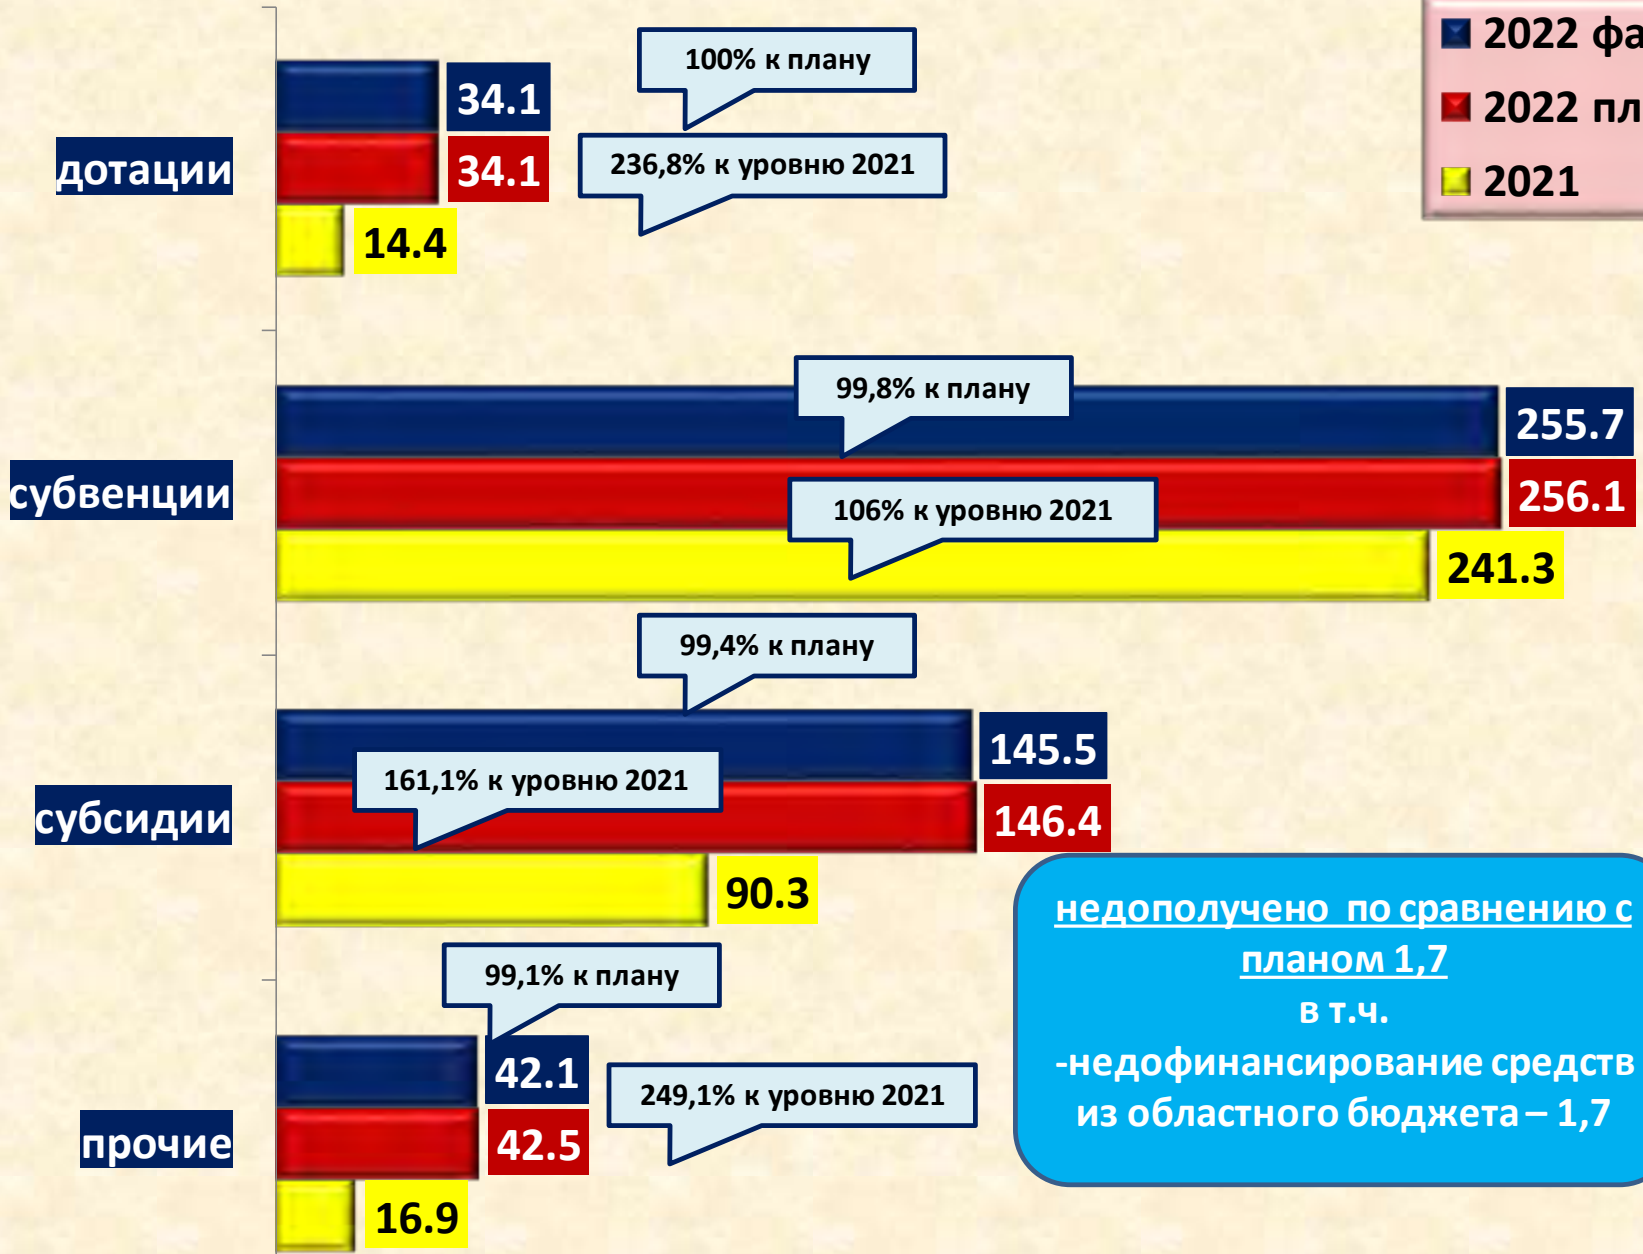 2022 фа
2022 пл
2021
дотации
34.1
34.1
14.4
100% к плану
236,8% к уровню 2021
субвенции
255.7
256.1
241.3
99,8% к плану
106% к уровню 2021
субсидии
145.5
146.4
90.3
99,4% к плану
161,1% к уровню 2021
прочие
42.1
42.5
16.9
99,1% к плану
249,1% к уровню 2021
недополучено по сравнению с
планом 1,7
в т.ч.
-недофинансирование средств
из областного бюджета – 1,7